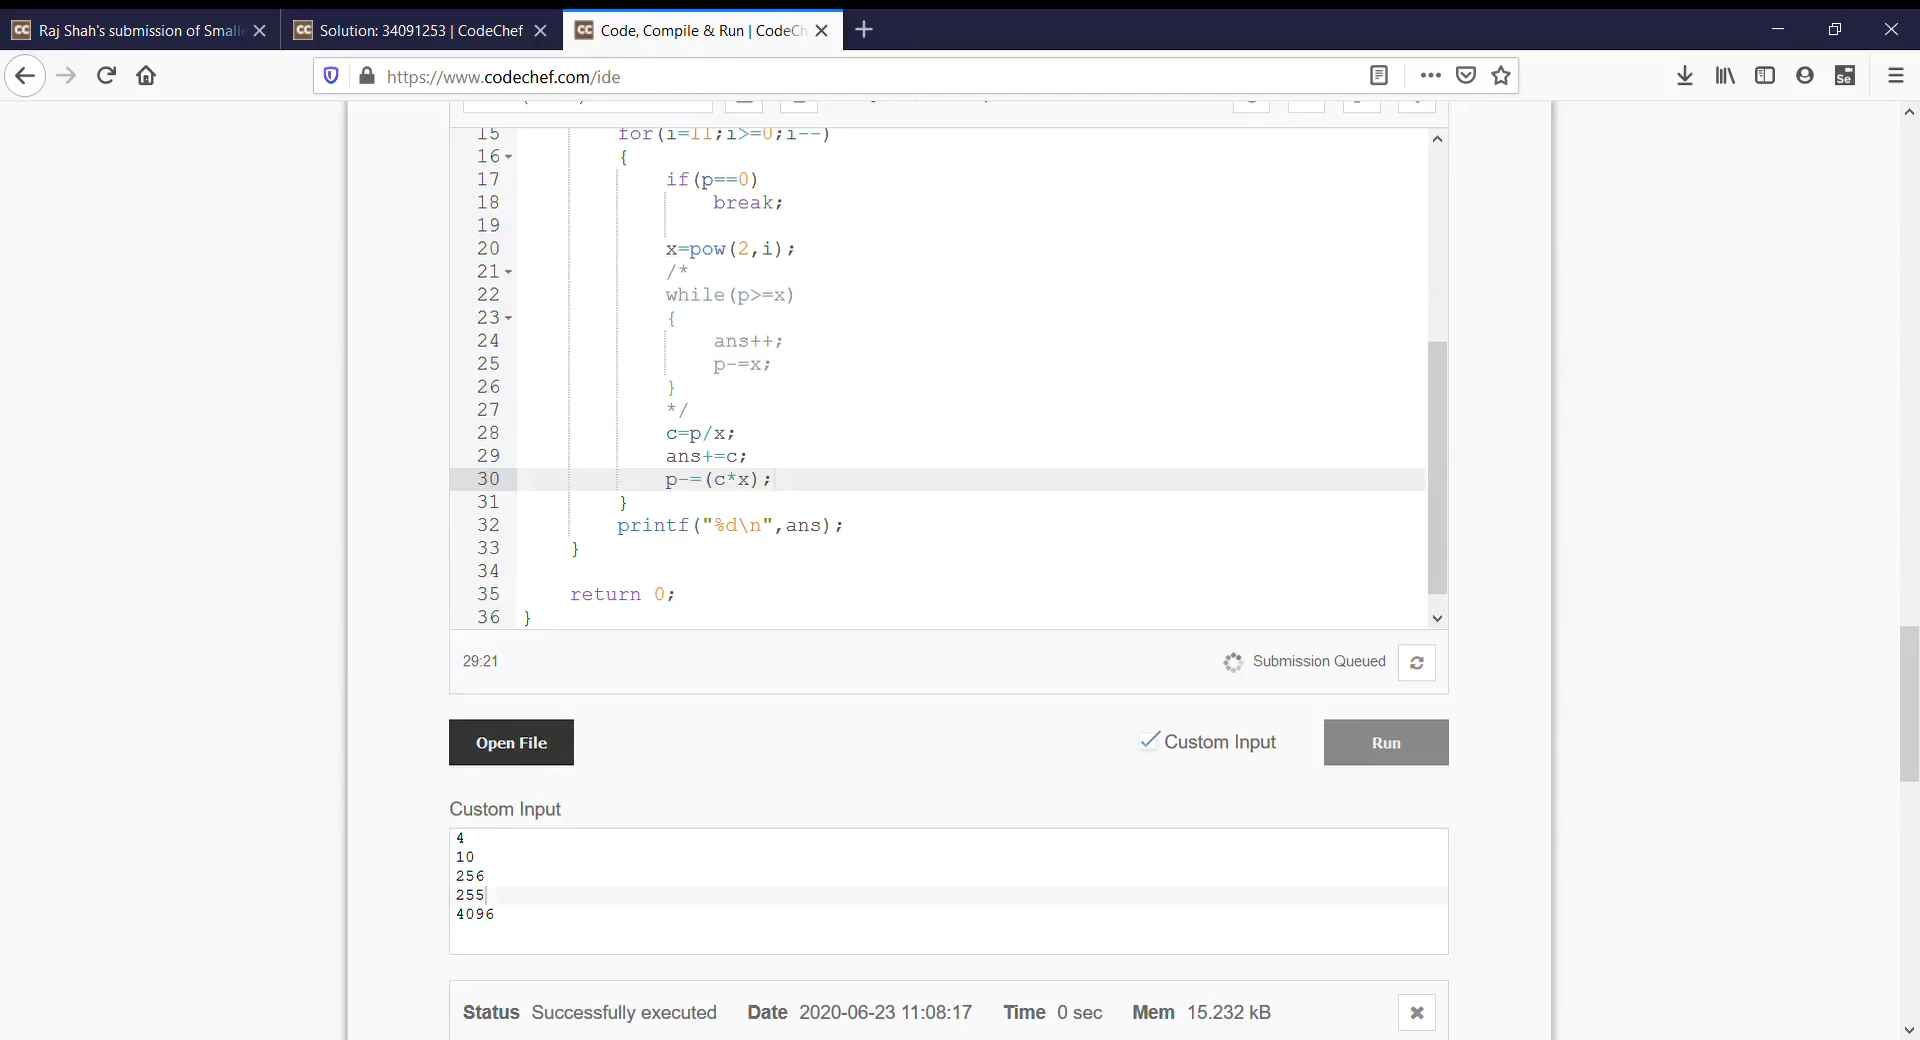 Raj Shah's submission of Small
Solution: 34091253 | CodeChef
Code, Compile & Run | CodeCh
https://www.codechef.com/ide
15 for(i=11;i>=0;i--)
16 {
17 if(p==0)
18 break;
19
20 x=pow(2,i);
21 /*
22 while(p>=x)
23 {
24 ans++;
25 p-=x;
26 }
27 */
28 c=p/x;
29 ans+=c;
30 p-=(c*x);
31 }
32 printf("%d\n",ans);
33 }
34
35 return 0;
36 }
29:21 Submission Queued
Open File Custom Input Run
Custom Input
4
10
256
255
4096
Status Successfully executed Date 2020-06-23 11:08:17 Time 0 sec Mem 15.232 kB